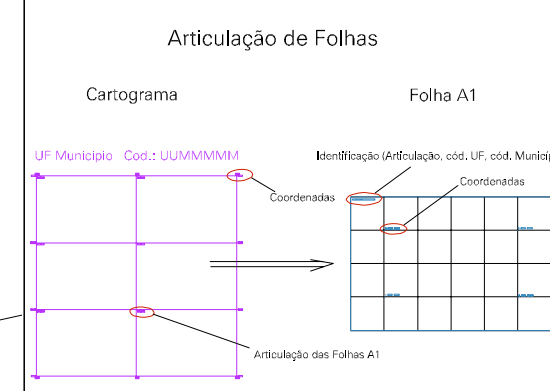 Articulação de Folhas
Cartograma
Folha A1
UF Municipio Cod.: UUMMMMM
Identificação (Articulação, cód. UF, cód. Municíp
Coordenadas
Coordenadas
Articulação das Folhas A1